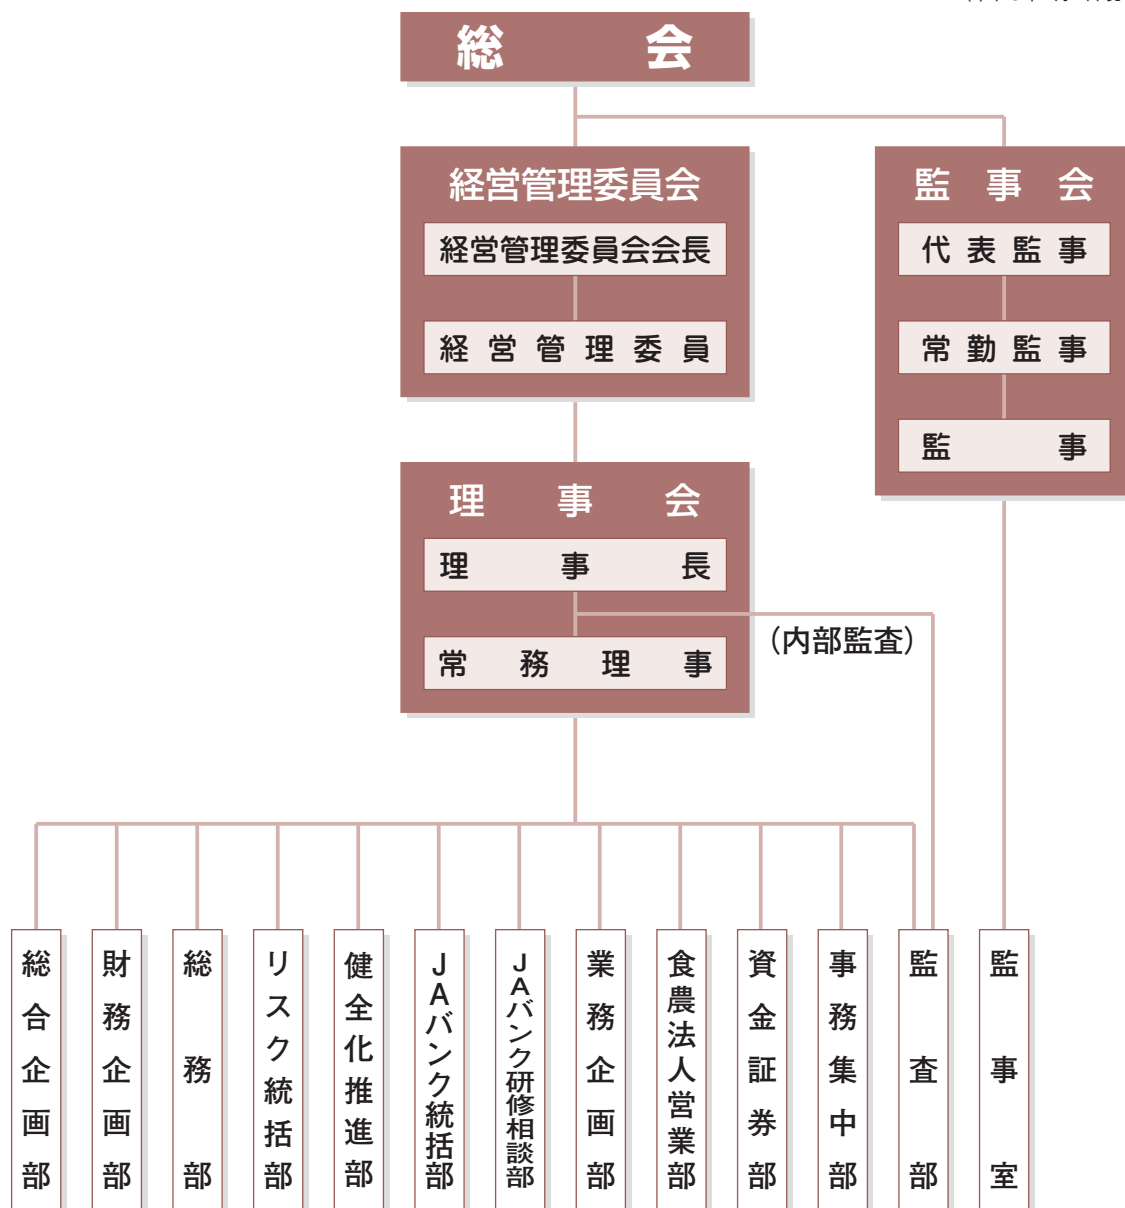 総会
経営管理委員会
経営管理委員会会長
経営管理委員
監事会
代表監事
常勤監事
監事
理事会
理事長
(内部監査)
常務理事
総合企画部
財務企画部
総務部
リスク統括部
健全化推進部
JAバンク統括部
JAバンク研修相談部
業務企画部
食農法人営業部
資金証券部
事務集中部
監査部
監事室